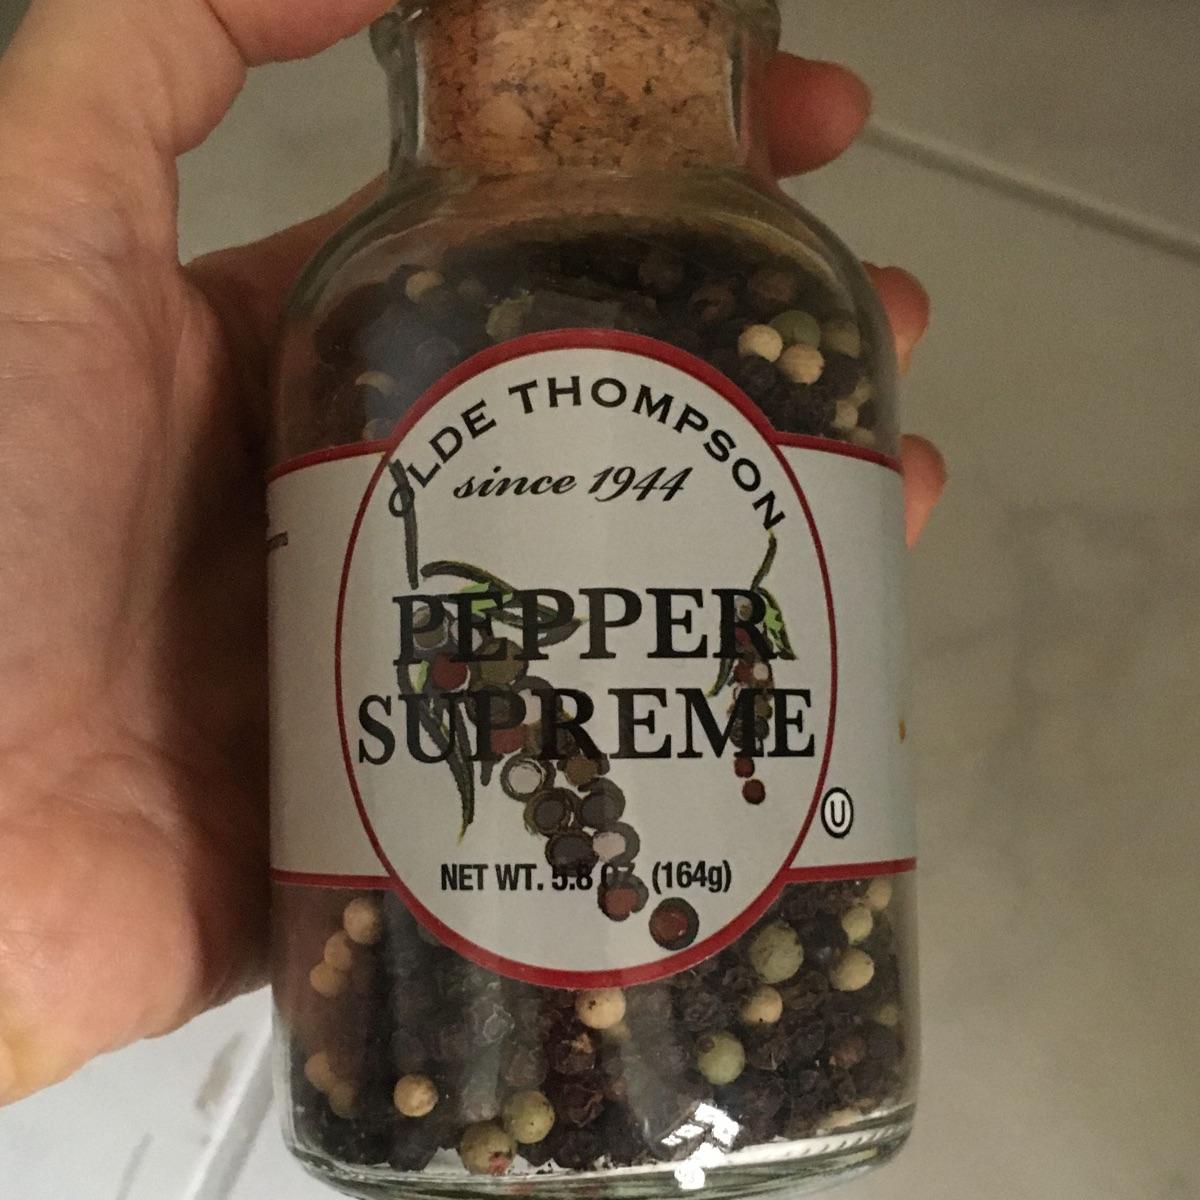 OLDE THOMPSON
since 1944
PEPPER
SUPREME
U
NET WT. 5.8 OZ. (164g)